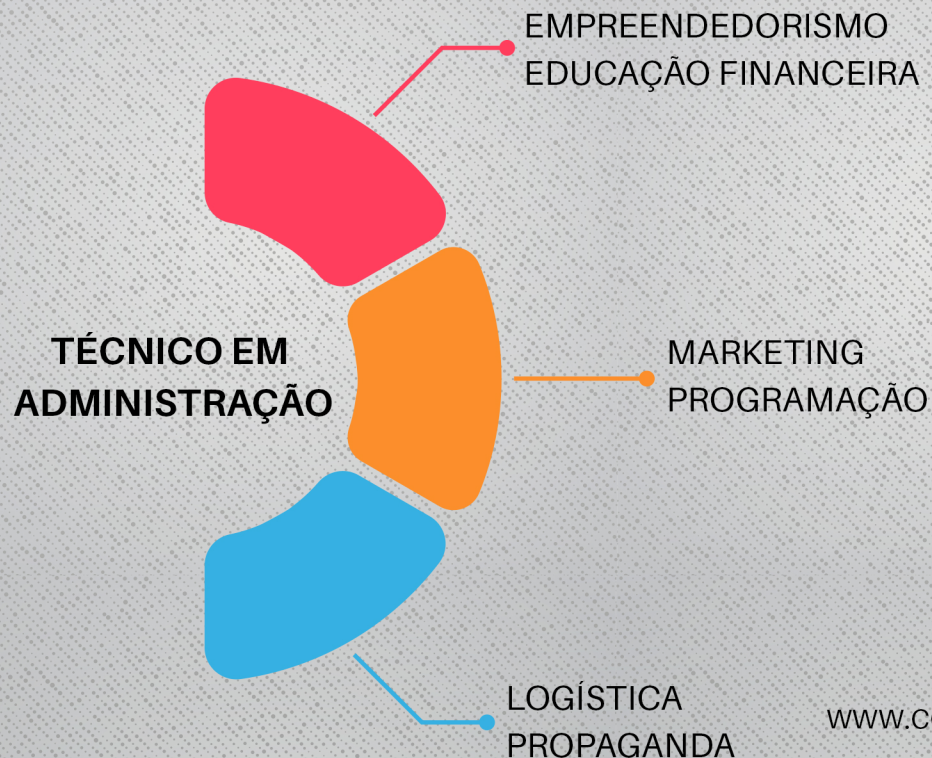 EMPREENDEDORISMO
EDUCAÇÃO FINANCEIRA
TÉCNICO EM
ADMINISTRAÇÃO
MARKETING
PROGRAMAÇÃO
LOGÍSTICA
PROPAGANDA